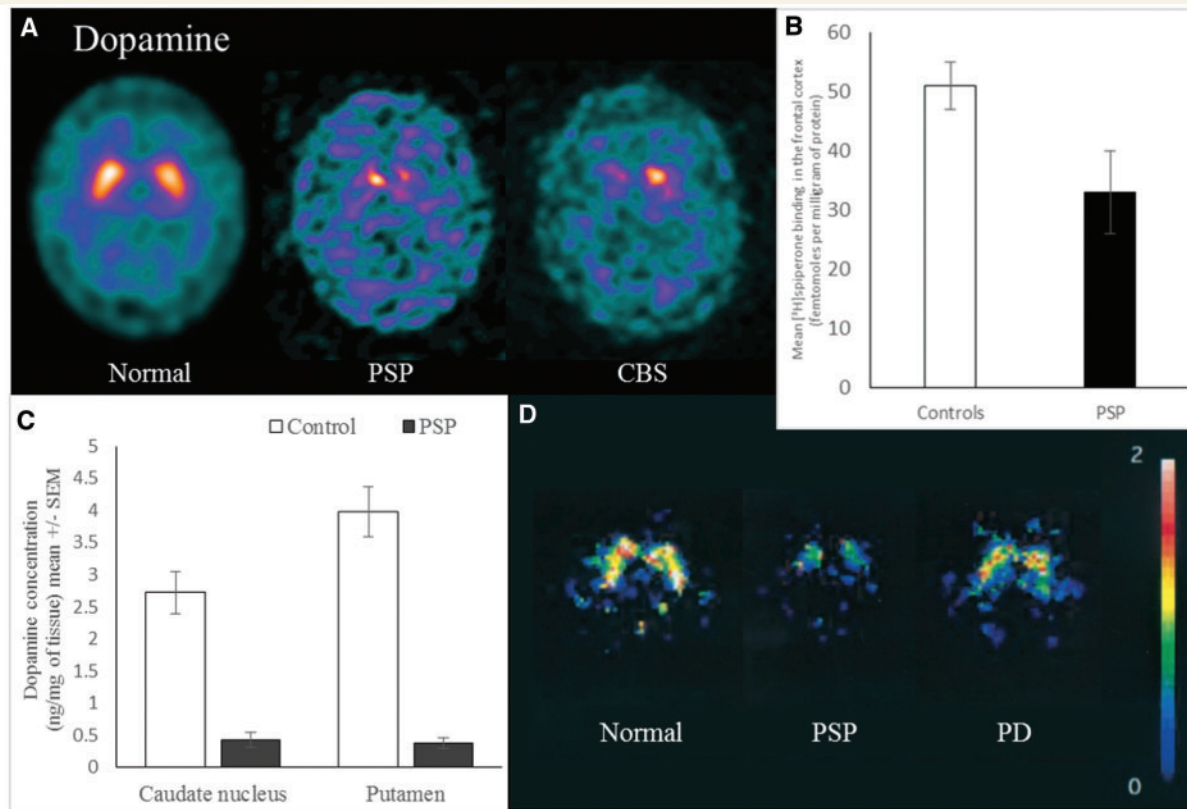 A
Dopamine
Normal
PSP
CBS
B
Mean [³H]spiperone binding in the frontal cortex
(femtomoles per milligram of protein)
60
50
40
30
20
10
0
Controls
PSP
C
Control
PSP
Dopamine concentration
(ng/mg of tissue) mean +/- SEM
5
4.5
4
3.5
3
2.5
2
1.5
1
0.5
0
Caudate nucleus
Putamen
D
Normal
PSP
PD
2
0